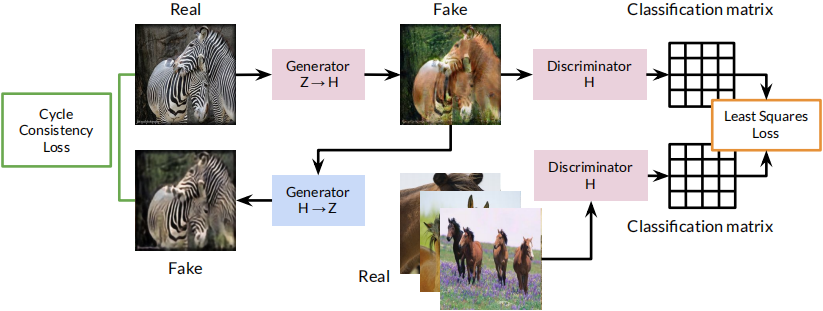 Real
Fake
Classification matrix
Generator
Z → H
Discriminator
H
Cycle
Consistency
Loss
Least Squares
Loss
Generator
H → Z
Discriminator
H
Classification matrix
Fake
Real